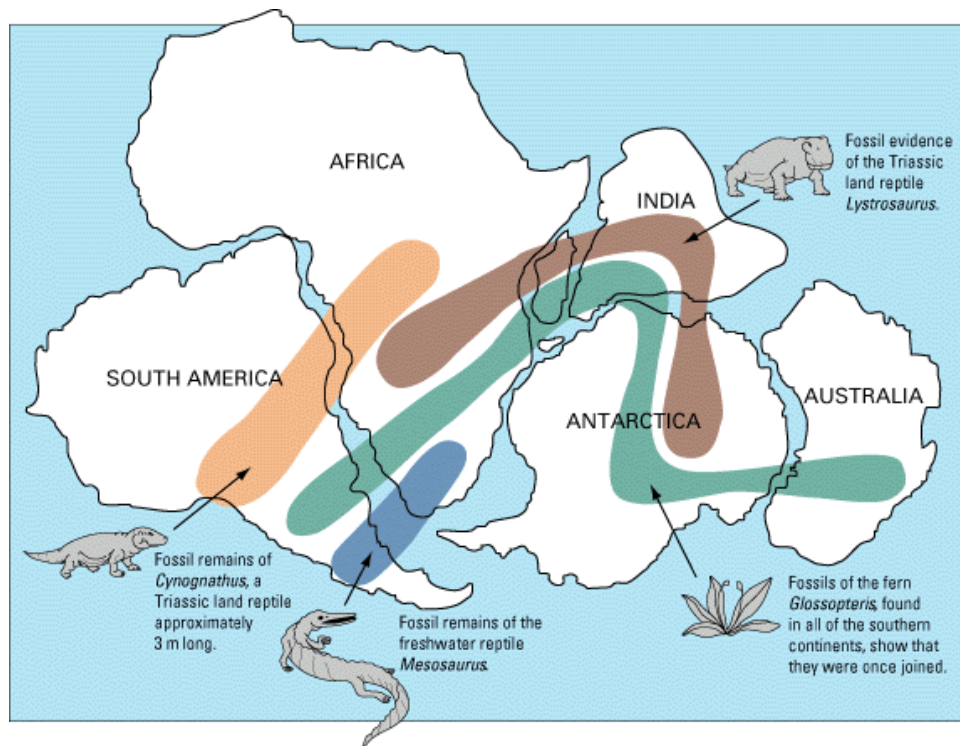 AFRICA
INDIA
Fossil evidence
of the Triassic
land reptile
Lystrosaurus.
SOUTH AMERICA
ANTARCTICA
AUSTRALIA
Fossil remains of
Cynognathus, a
Triassic land reptile
approximately
3 m long.
Fossil remains of the
freshwater reptile
Mesosaurus.
Fossils of the fern
Glossopteris, found
in all of the southern
continents, show that
they were once joined.